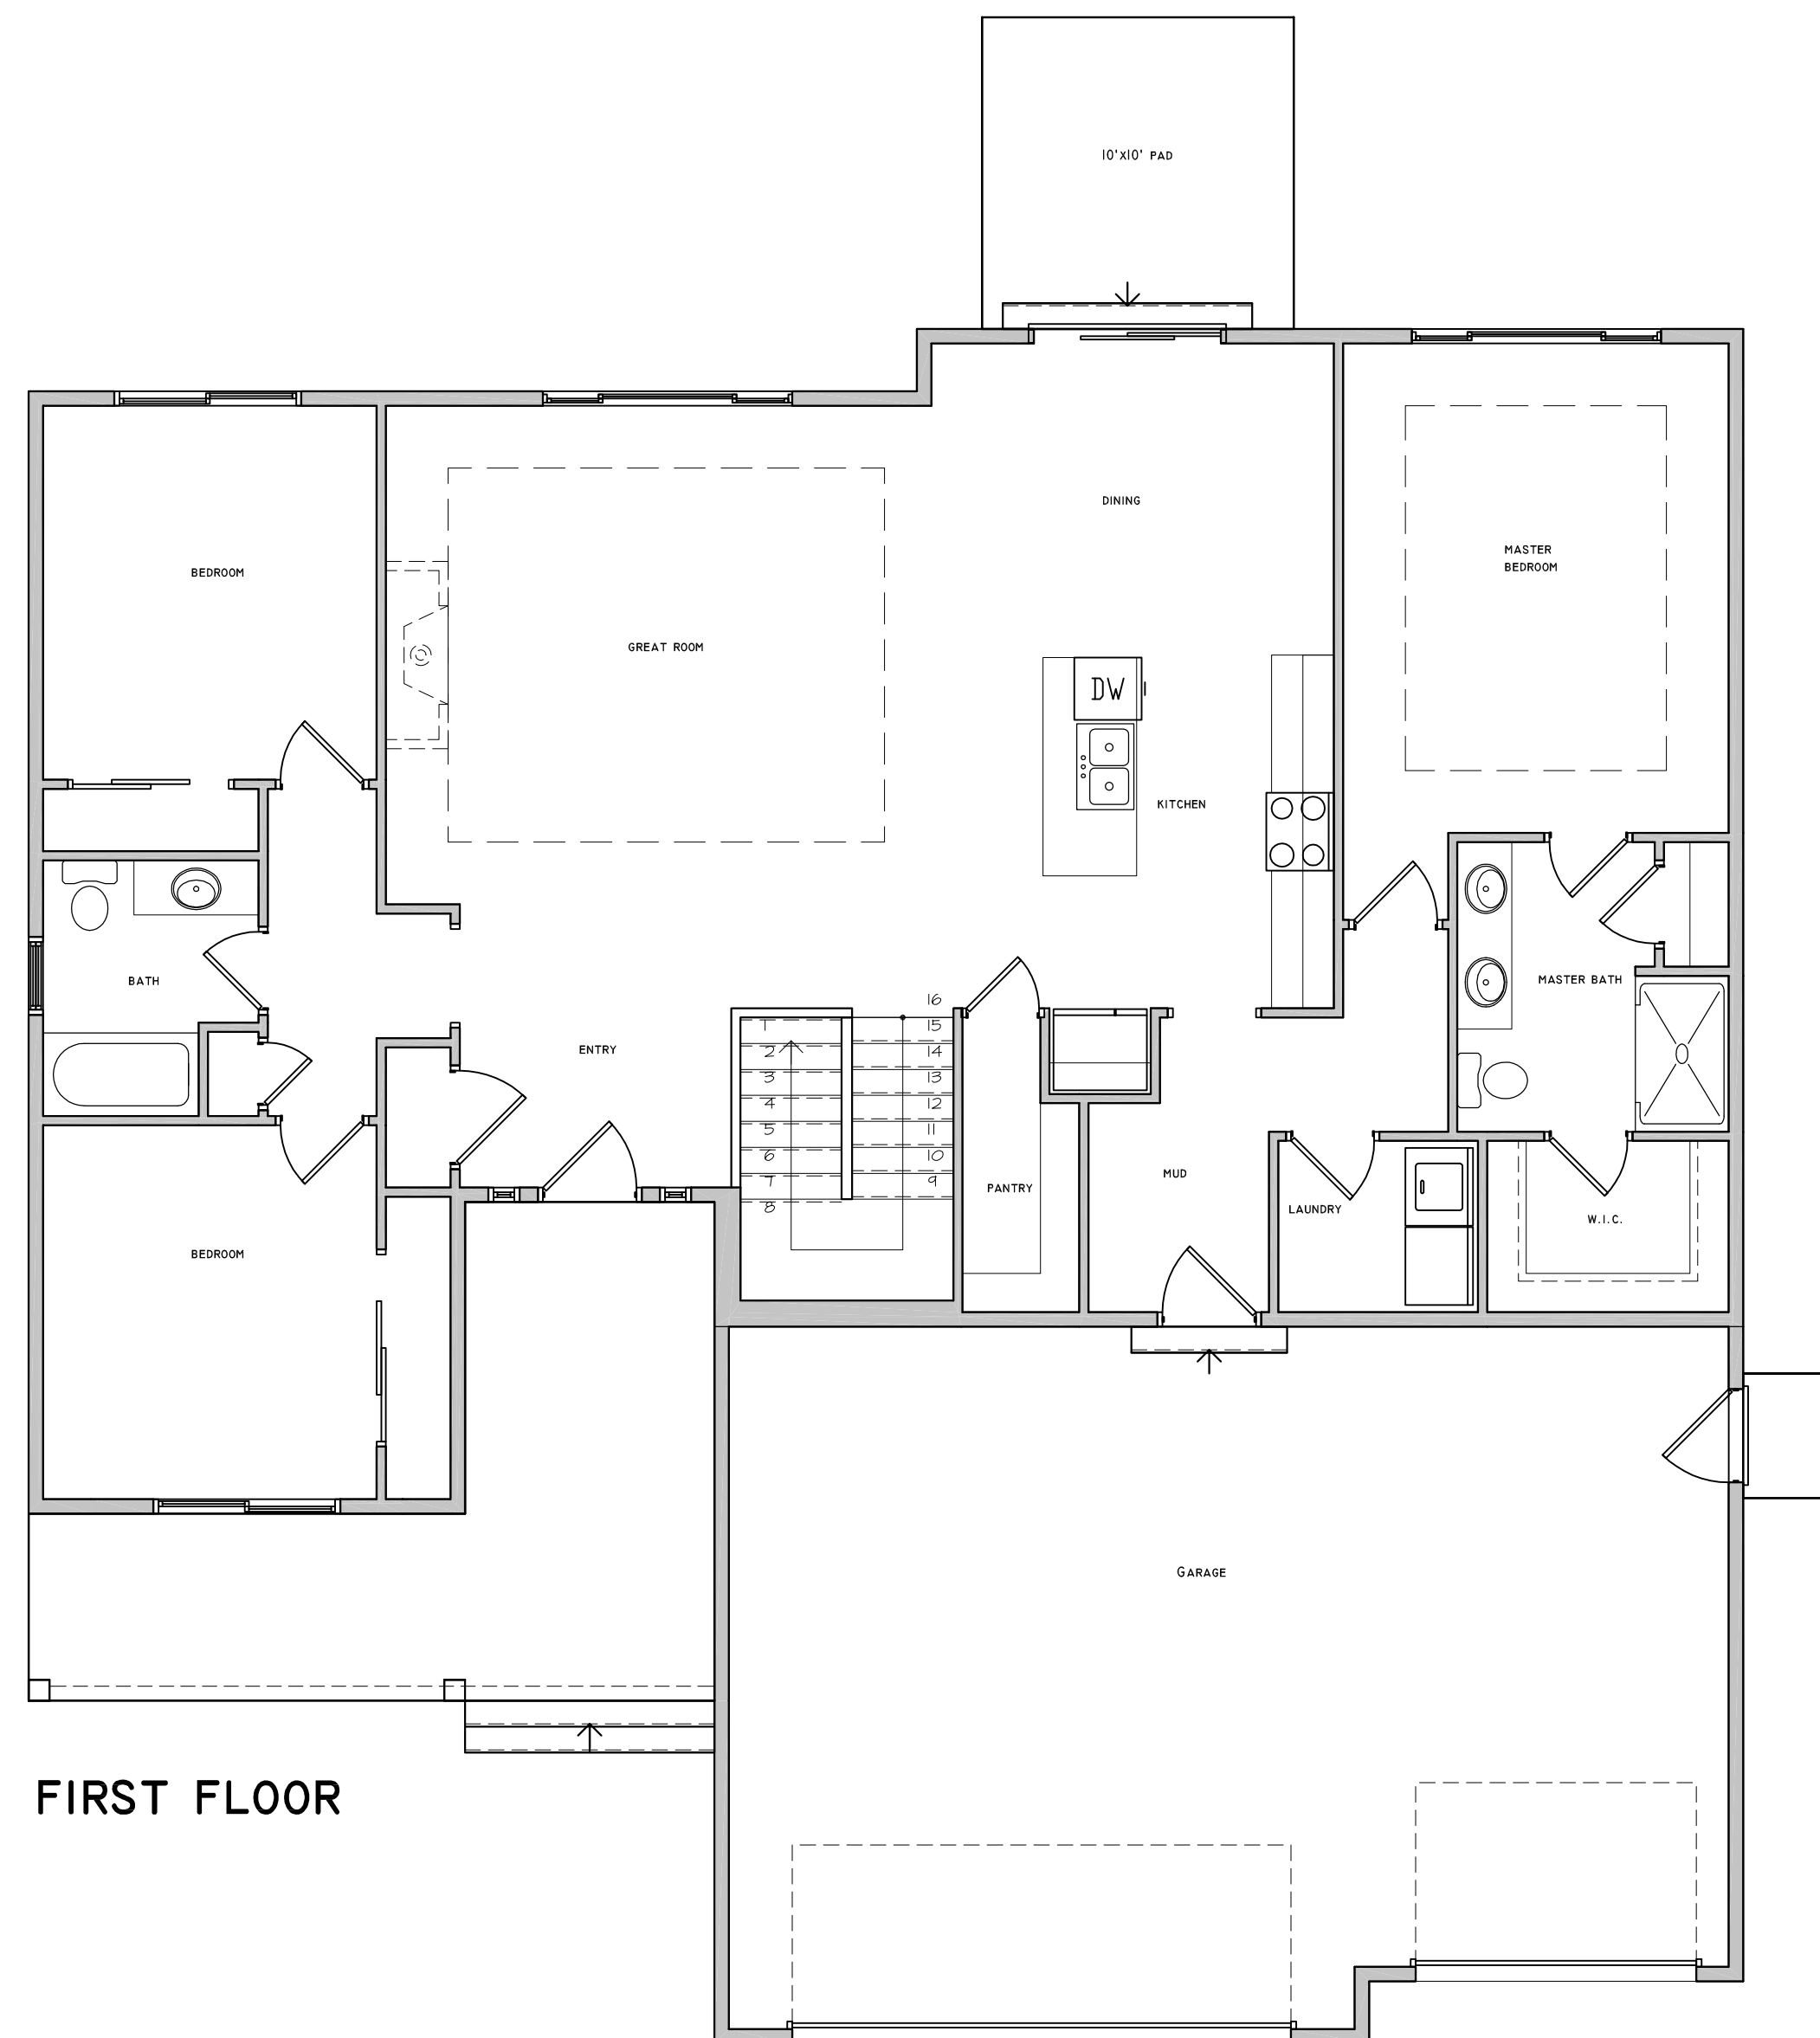 10'X10' PAD
DINING
MASTER
BEDROOM
BEDROOM
GREAT ROOM
DW
KITCHEN
BATH
MASTER BATH
ENTRY
1
2
3
4
5
6
7
8
16
15
14
13
12
11
10
9
PANTRY
MUD
LAUNDRY
W.I.C.
BEDROOM
GARAGE
FIRST FLOOR